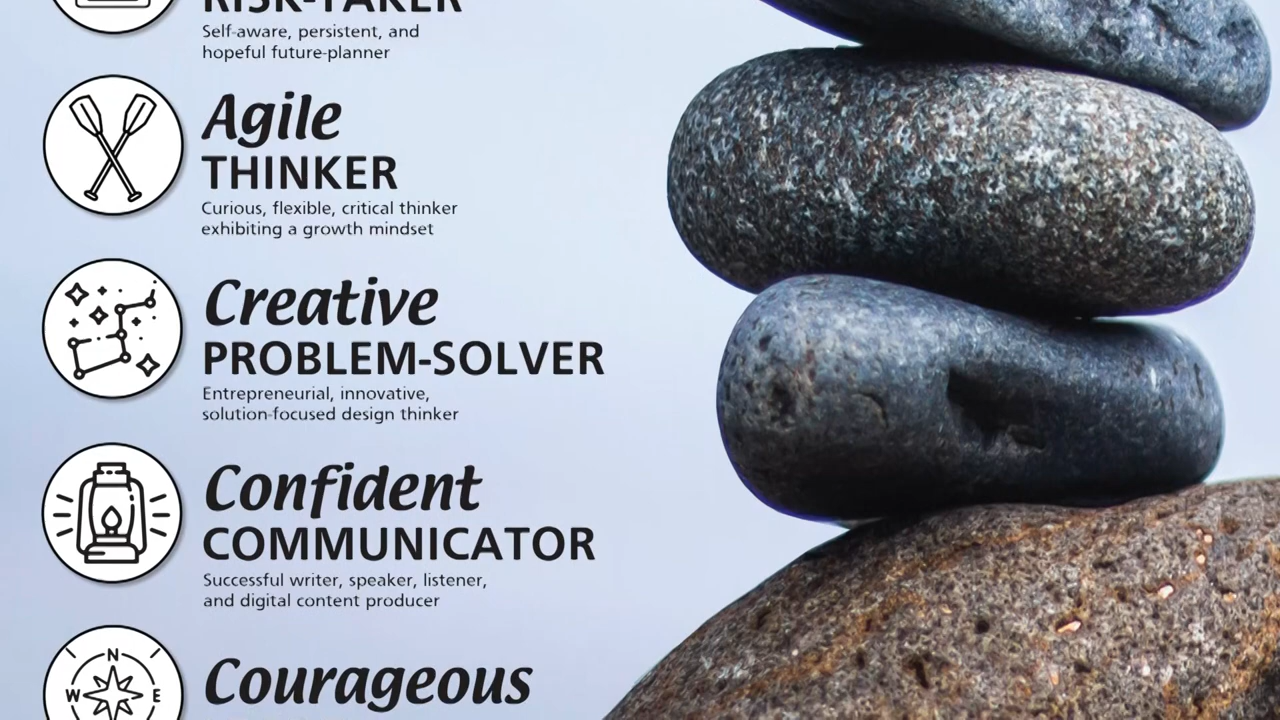 RISK-TAKER
Self-aware, persistent, and
hopeful future-planner
Agile
THINKER
Curious, flexible, critical thinker
exhibiting a growth mindset
Creative
PROBLEM-SOLVER
Entrepreneurial, innovative,
solution-focused design thinker
Confident
COMMUNICATOR
Successful writer, speaker, listener,
and digital content producer
N
W E
Courageous